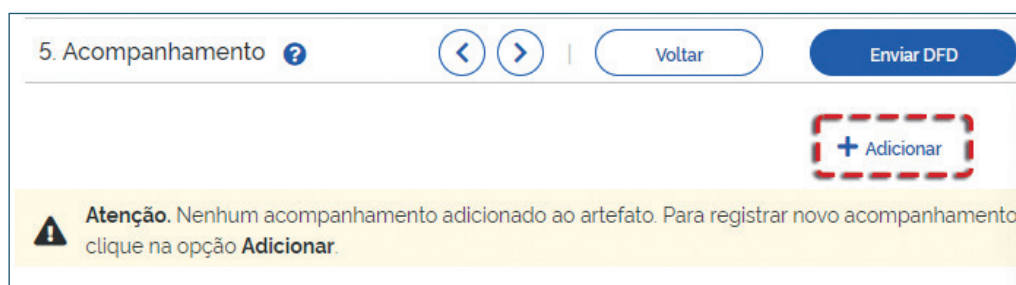 5. Acompanhamento ?
Voltar
Enviar DFD
+ Adicionar
Atenção. Nenhum acompanhamento adicionado ao artefato. Para registrar novo acompanhamento
clique na opção Adicionar.